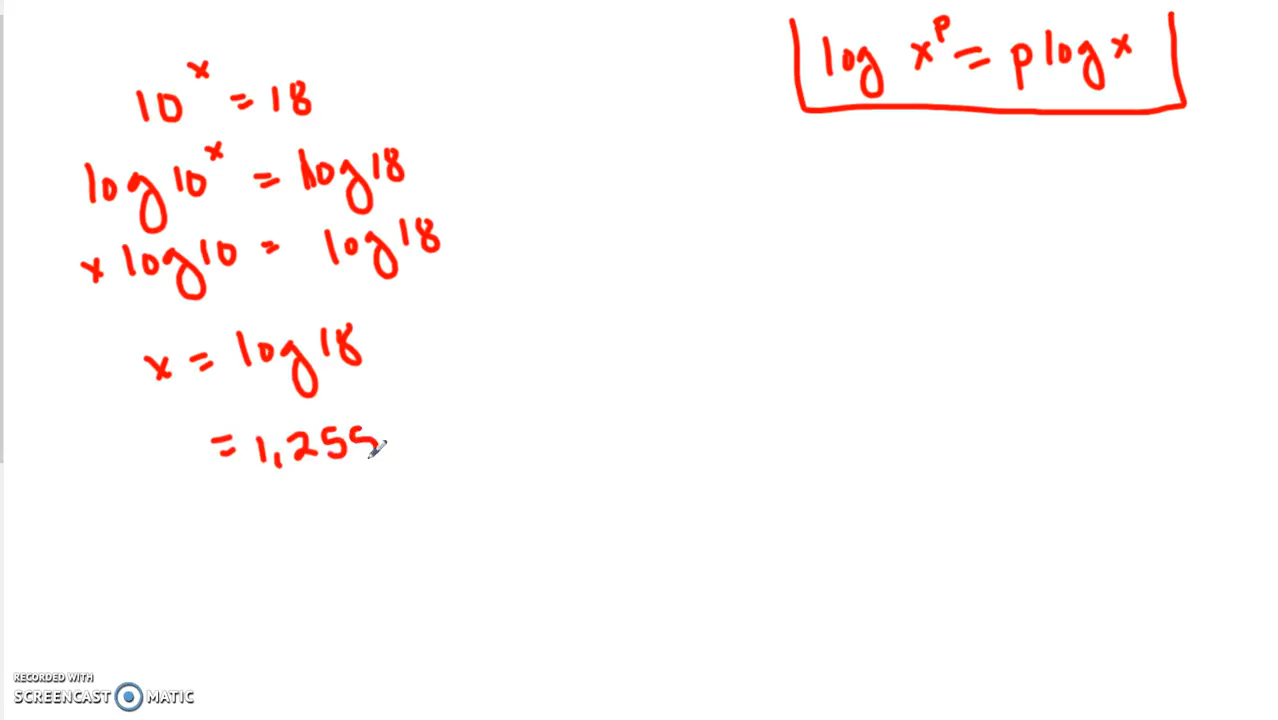 log x^p = p log x
10^x = 18
log 10^x = log 18
x log 10 = log 18
x = log 18
= 1,255
RECORDED WITH
SCREENCAST MATIC